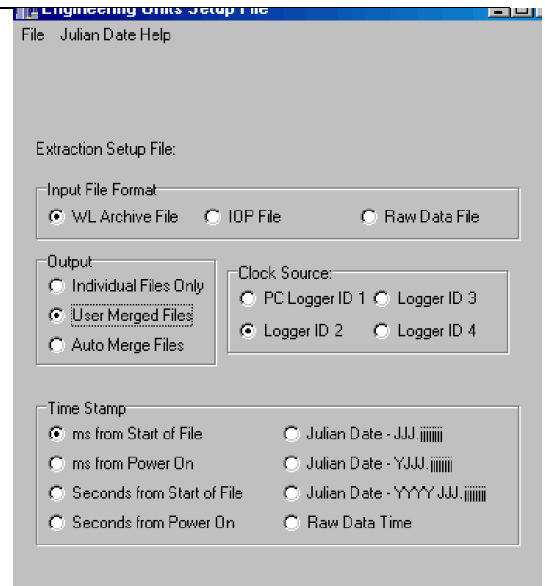 Engineering Units Setup File
File Julian Date Help
Extraction Setup File:
Input File Format
WL Archive File IOP File Raw Data File
Output
Individual Files Only
User Merged Files
Auto Merge Files
Clock Source:
PC Logger ID 1 Logger ID 3
Logger ID 2 Logger ID 4
Time Stamp
ms from Start of File Julian Date - JJJ.jjjjjjj
ms from Power On Julian Date - YJJJ.jjjjjjj
Seconds from Start of File Julian Date - YYYYJJJ.jjjjjjj
Seconds from Power On Raw Data Time